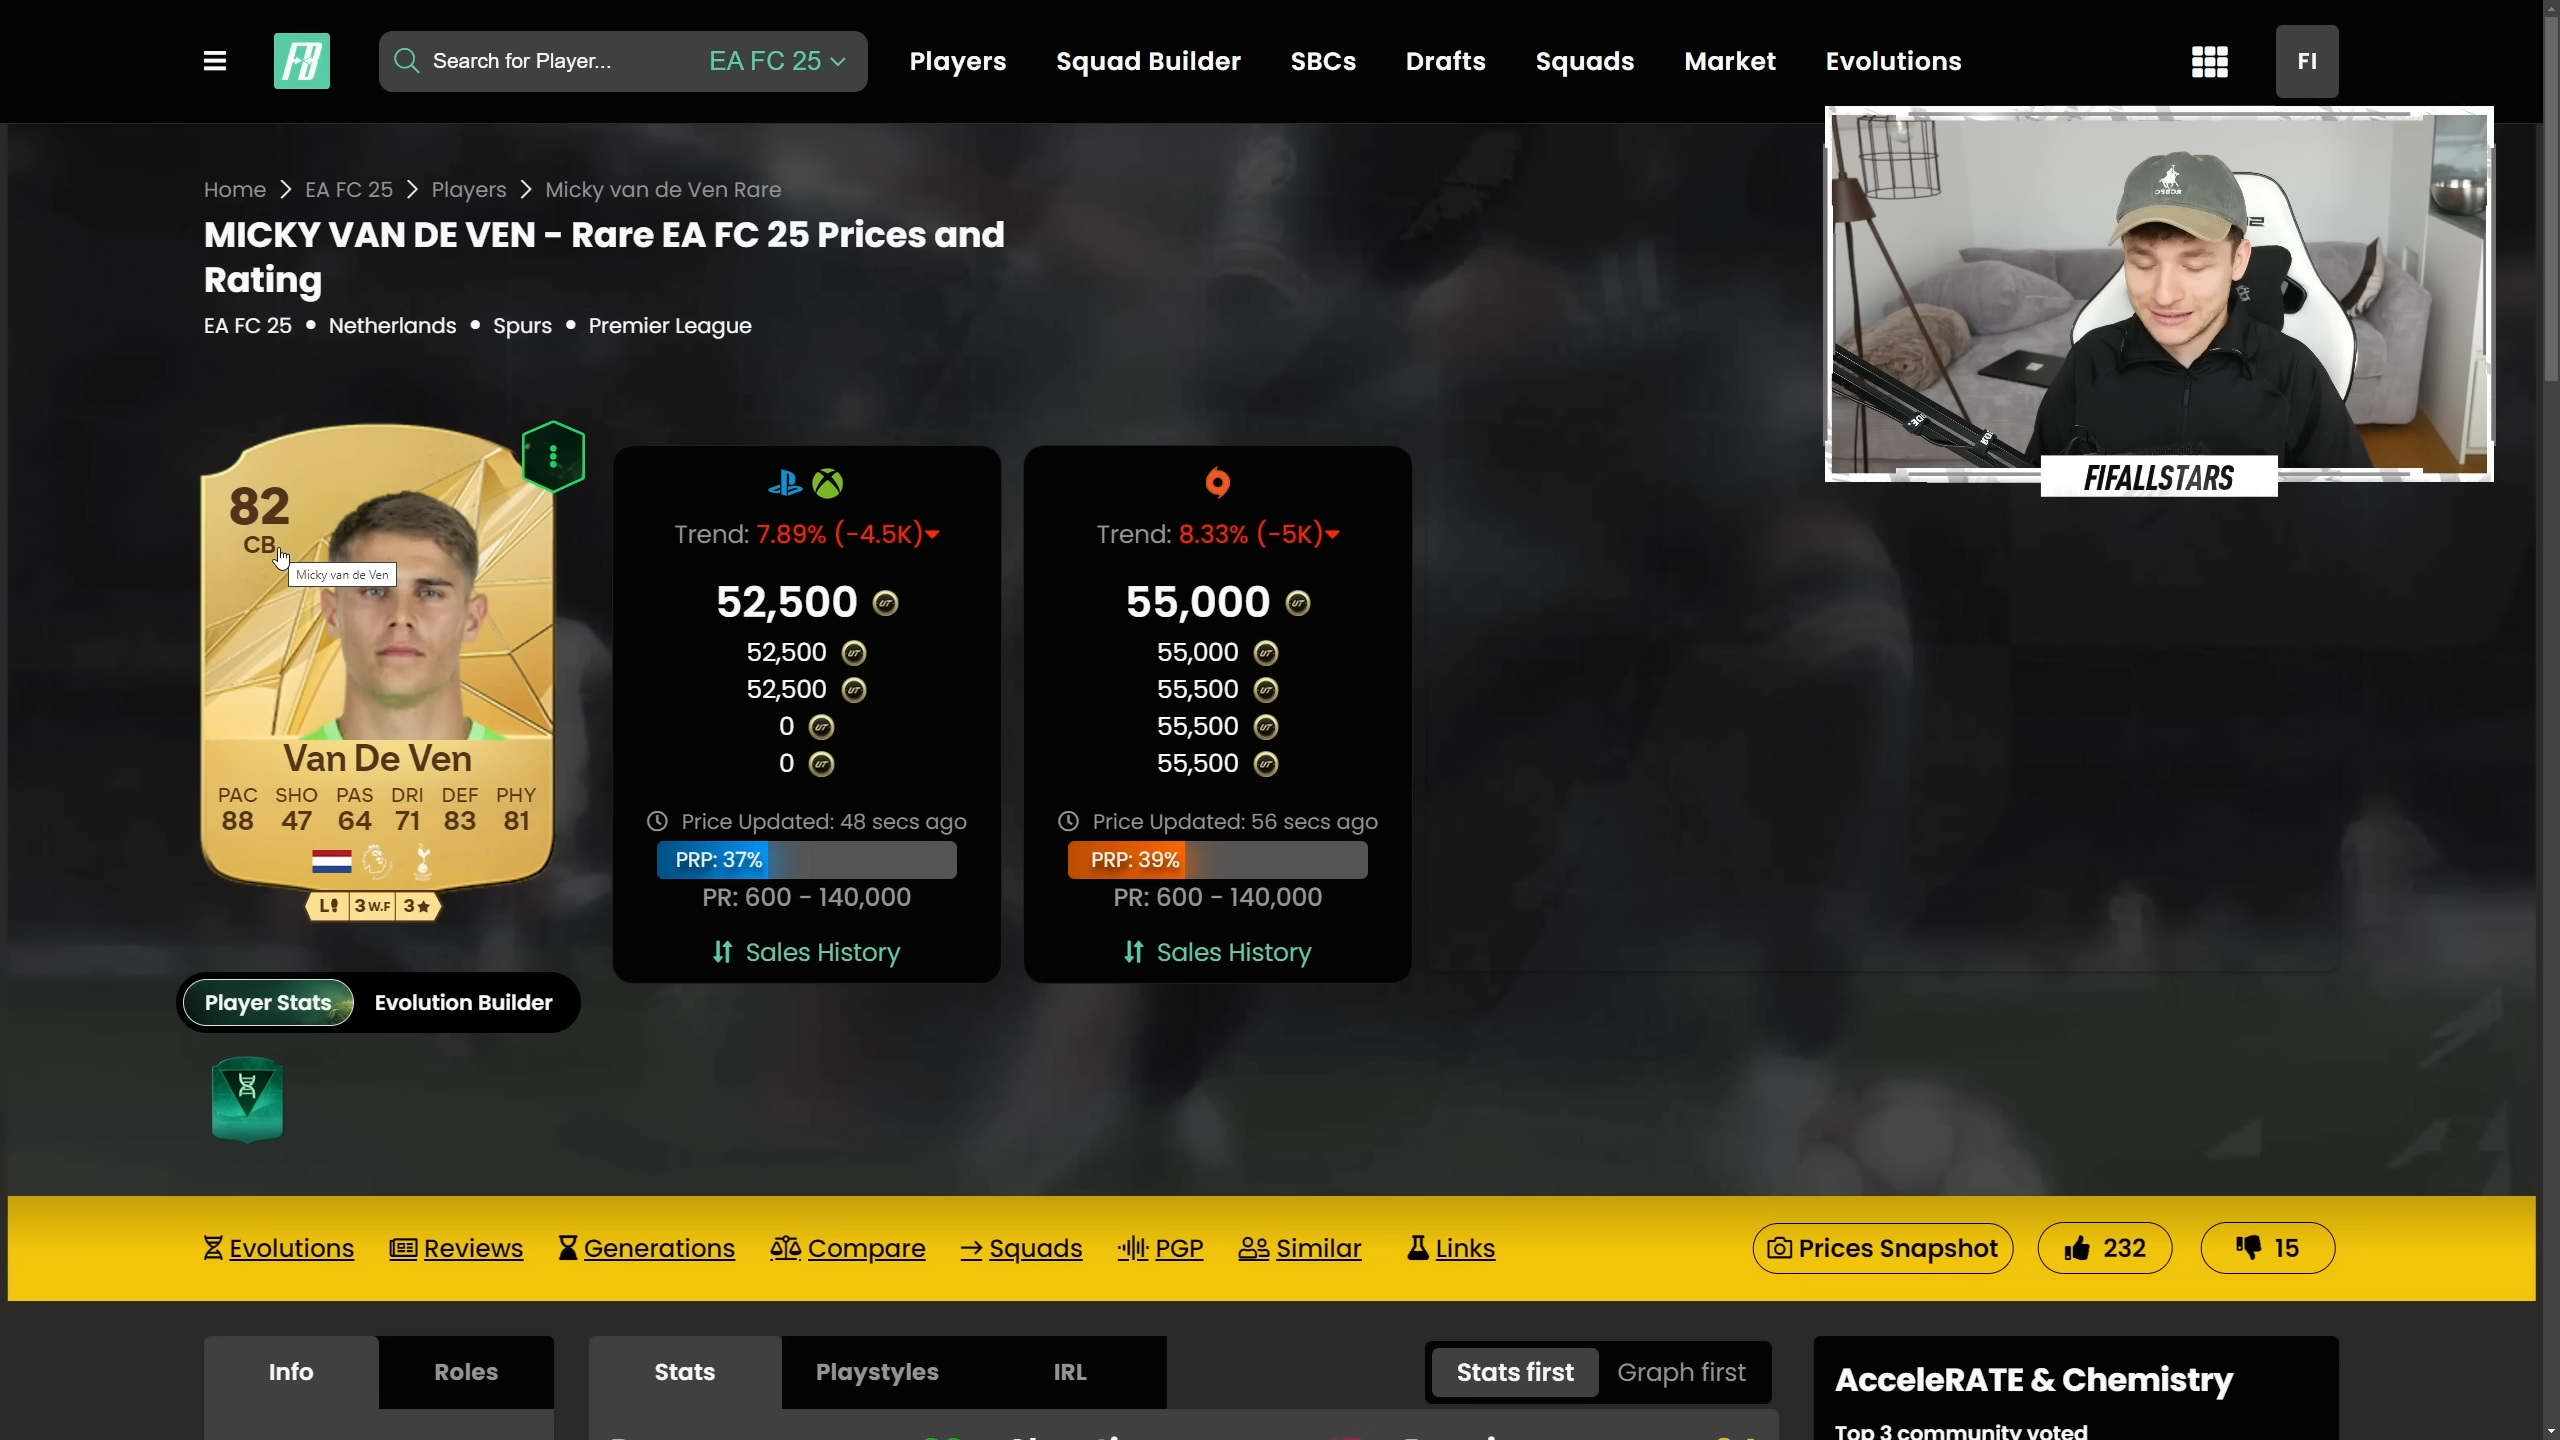 Search for Player... EA FC 25
Players Squad Builder SBCs Drafts Squads Market Evolutions
FI
Home > EA FC 25 > Players > Micky van de Ven Rare
MICKY VAN DE VEN - Rare EA FC 25 Prices and
Rating
EA FC 25 • Netherlands • Spurs • Premier League
FIFALLSTARS
82
CB
Micky van de Ven
Van De Ven
PAC SHO PAS DRI DEF PHY
88 47 64 71 83 81
L 3 W.F 3★
Trend: 7.89% (-4.5K)
52,500
52,500
52,500
0
0
Price Updated: 48 secs ago
PRP: 37%
PR: 600 - 140,000
Sales History
Trend: 8.33% (-5K)
55,000
55,000
55,500
55,500
55,500
Price Updated: 56 secs ago
PRP: 39%
PR: 600 - 140,000
Sales History
Player Stats Evolution Builder
Evolutions Reviews Generations Compare Squads PGP Similar Links
Prices Snapshot 232 15
Info Roles
Stats Playstyles IRL
Stats first Graph first
AcceleRATE & Chemistry
Top 3 community voted